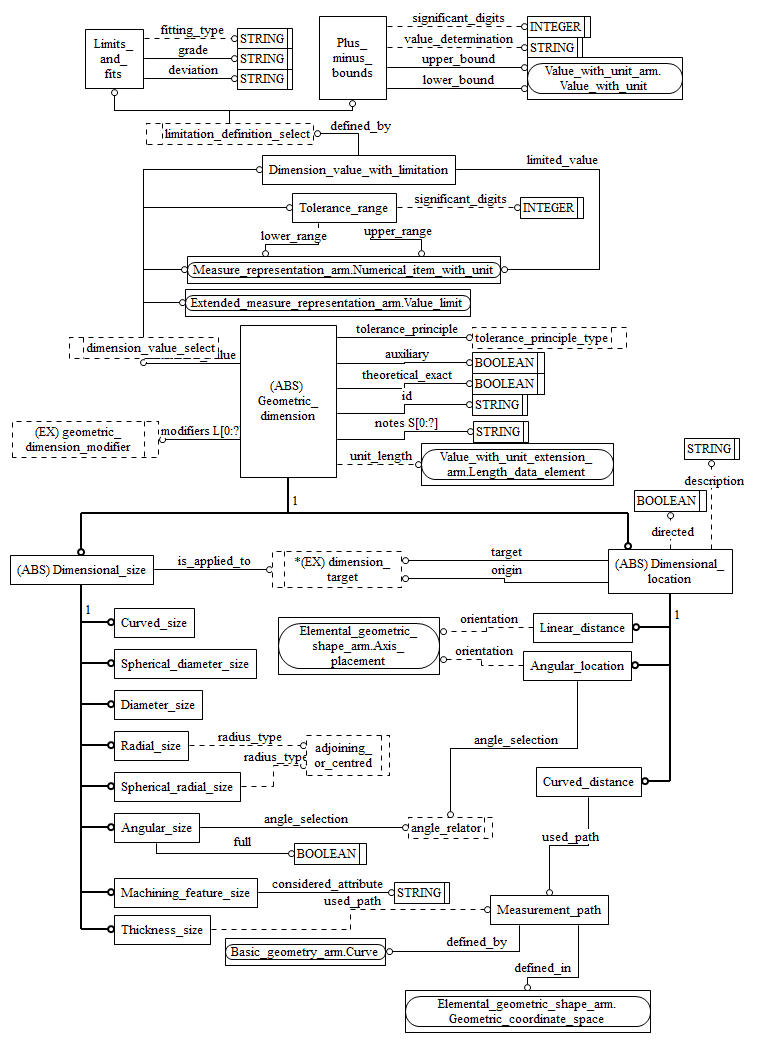 fitting_type
STRING
grade
STRING
deviation
STRING
Limits_
and_
fits
significant_digits
INTEGER
value_determination
STRING
upper_bound
lower_bound
Plus_
minus_
bounds
Value_with_unit_arm.
Value_with_unit
limitation_definition_select
defined_by
Dimension_value_with_limitation
limited_value
Tolerance_range
significant_digits
INTEGER
lower_range
upper_range
Measure_representation_arm.Numerical_item_with_unit
Extended_measure_representation_arm.Value_limit
dimension_value_select
lue
(ABS)
Geometric_
dimension
tolerance_principle
tolerance_principle_type
auxiliary
BOOLEAN
theoretical_exact
BOOLEAN
id
STRING
notes S[0:?]
STRING
unit_length
Value_with_unit_extension_
arm.Length_data_element
(EX) geometric_
dimension_modifier
modifiers L[0:?
STRING
description
BOOLEAN
directed
1
(ABS) Dimensional_size
is_applied_to
*(EX) dimension_
target
target
origin
(ABS) Dimensional_
location
1
1
Curved_size
Spherical_diameter_size
Diameter_size
Radial_size
radius_type
radius_type
adjoining_
or_centred
Spherical_radial_size
Angular_size
angle_selection
angle_relator
full
BOOLEAN
Machining_feature_size
considered_attribute
STRING
used_path
Thickness_size
Elemental_geometric_
shape_arm.Axis_
placement
orientation
Linear_distance
orientation
Angular_location
angle_selection
Curved_distance
used_path
Measurement_path
defined_by
Basic_geometry_arm.Curve
defined_in
Elemental_geometric_shape_arm.
Geometric_coordinate_space